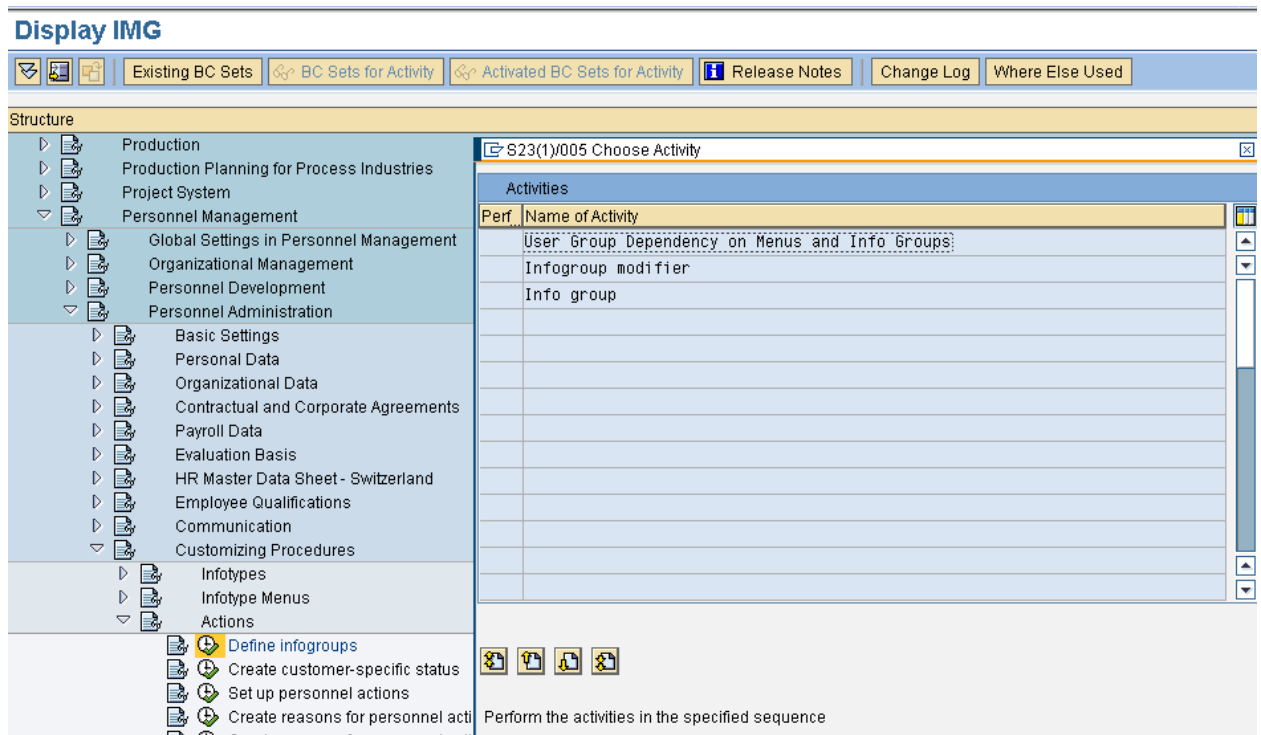 Display IMG
Existing BC Sets BC Sets for Activity Activated BC Sets for Activity Release Notes Change Log Where Else Used
Structure
Production
Production Planning for Process Industries
Project System
Personnel Management
Global Settings in Personnel Management
Organizational Management
Personnel Development
Personnel Administration
Basic Settings
Personal Data
Organizational Data
Contractual and Corporate Agreements
Payroll Data
Evaluation Basis
HR Master Data Sheet - Switzerland
Employee Qualifications
Communication
Customizing Procedures
Infotypes
Infotype Menus
Actions
Define infogroups
Create customer-specific status
Set up personnel actions
Create reasons for personnel acti
S23(1)/005 Choose Activity
Activities
Perf.. Name of Activity
User Group Dependency on Menus and Info Groups
Infogroup modifier
Info group
Perform the activities in the specified sequence